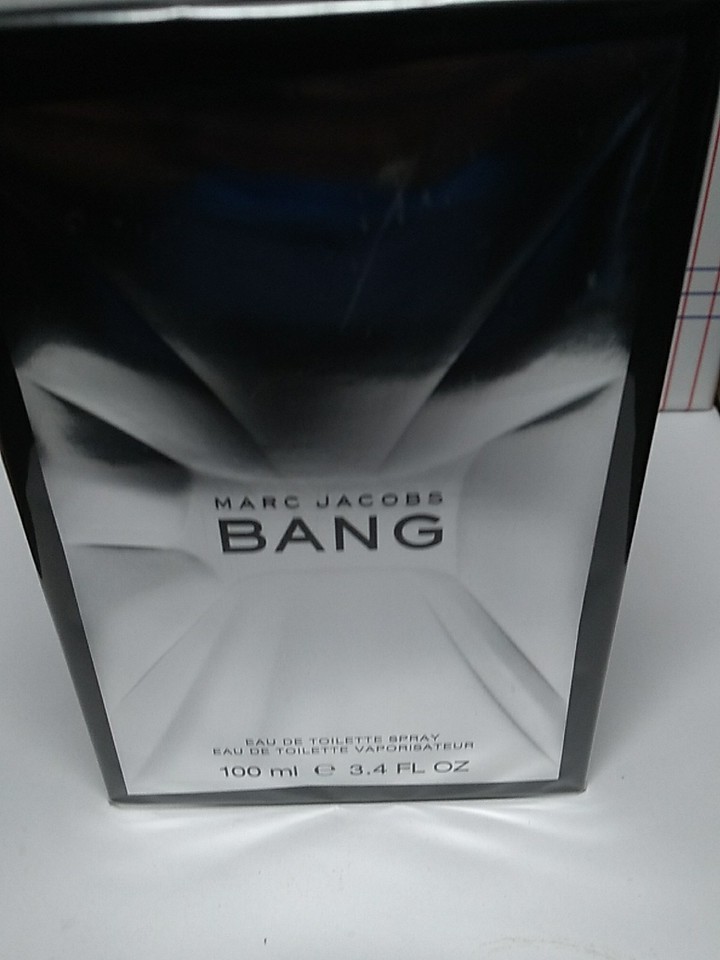 MARC JACOBS
BANG
EAU DE TOILETTE SPRAY
EAU DE TOILETTE VAPORISATEUR
100 ml ℮ 3.4 FL OZ